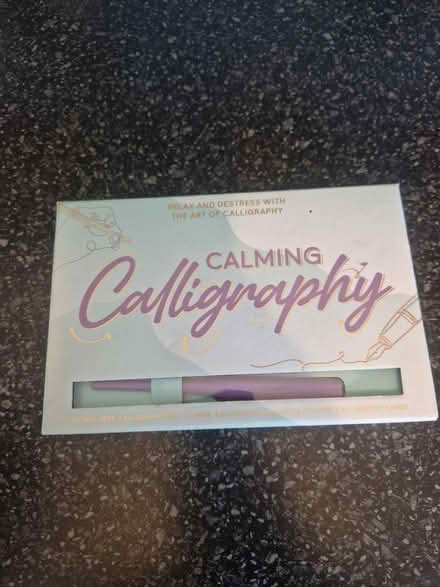 RELAX AND DESTRESS WITH
THE ART OF CALLIGRAPHY
CALMING
Calligraphy